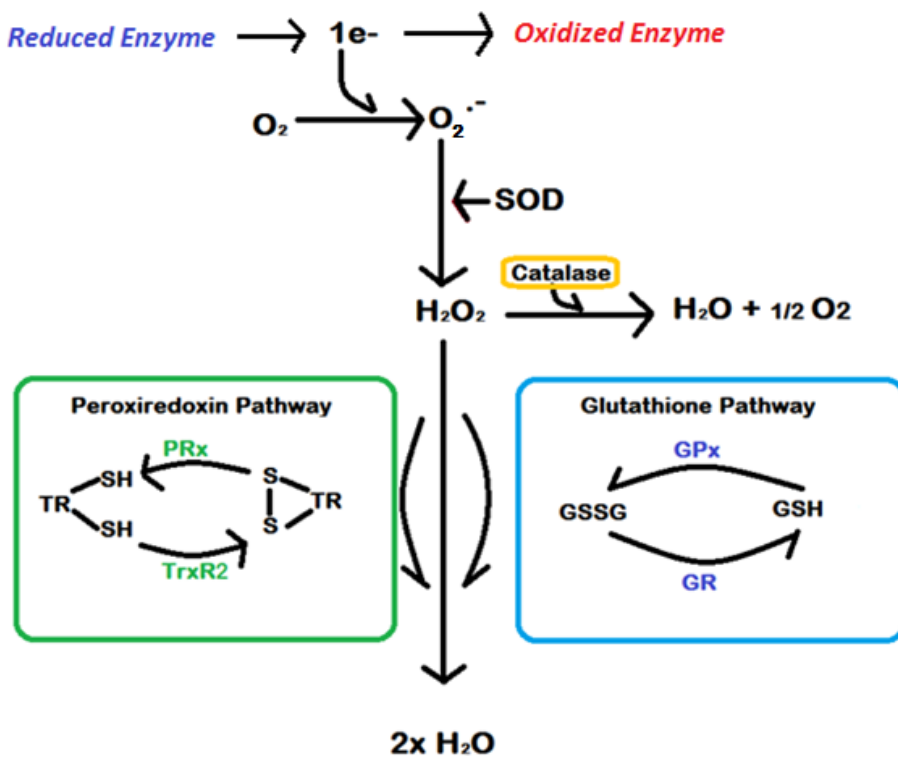 Reduced Enzyme 1e- Oxidized Enzyme
O₂ O₂·-
SOD
Catalase
H₂O₂ H₂O + 1/2 O2
Peroxiredoxin Pathway
PRx
SH S
TR TR
SH S
TrxR2
Glutathione Pathway
GPx
GSSG GSH
GR
2x H₂O